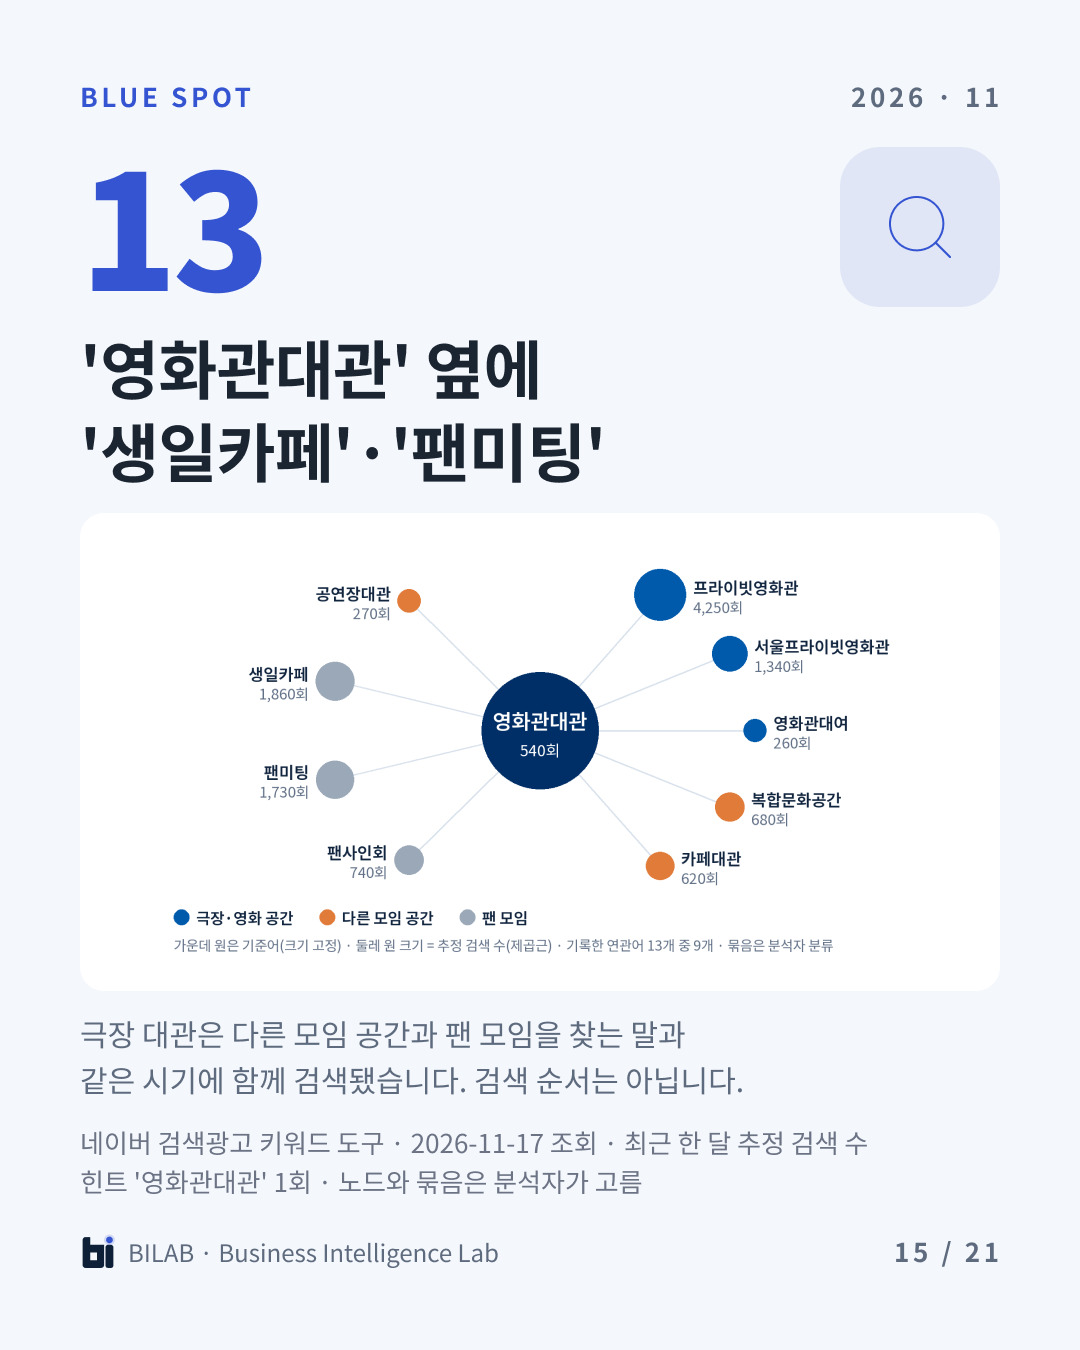 BLUE SPOT
2026 · 11
13
'영화관대관' 옆에
'생일카페'·'팬미팅'
공연장대관
270회
생일카페
1,860회
팬미팅
1,730회
팬사인회
740회
영화관대관
540회
프라이빗영화관
4,250회
서울프라이빗영화관
1,340회
영화관대여
260회
복합문화공간
680회
카페대관
620회
극장·영화 공간
다른 모임 공간
팬 모임
가운데 원은 기준어(크기 고정) · 둘레 원 크기 = 추정 검색 수(제곱근) · 기록한 연관어 13개 중 9개 · 묶음은 분석자 분류
극장 대관은 다른 모임 공간과 팬 모임을 찾는 말과
같은 시기에 함께 검색됐습니다. 검색 순서는 아닙니다.
네이버 검색광고 키워드 도구 · 2026-11-17 조회 · 최근 한 달 추정 검색 수
힌트 '영화관대관' 1회 · 노드와 묶음은 분석자가 고름
bi BILAB · Business Intelligence Lab
15 / 21